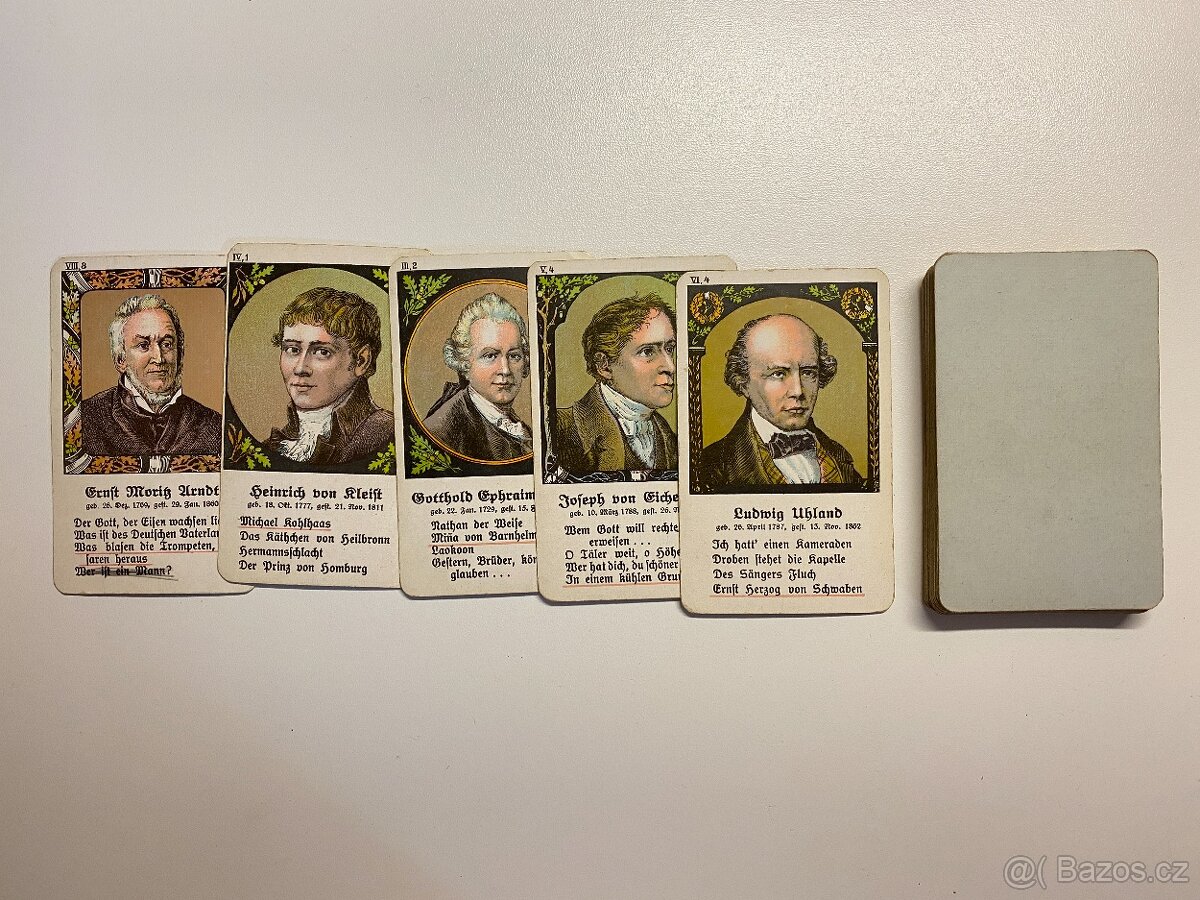 VIII, 3
Ernst Moritz Arndt
geb. 26. Dez. 1769, gest. 29. Jan. 1860
Der Gott, der Eisen wachsen li
Was ist des Deutschen Vaterla
Was blasen die Trompeten,
saren heraus
Wer ist ein Mann?
IV, 1
Heinrich von Kleist
geb. 18. Okt. 1777, gest. 21. Nov. 1811
Michael Kohlhaas
Das Käthchen von Heilbronn
Hermannschlacht
Der Prinz von Homburg
III, 2
Gotthold Ephraim
geb. 22. Jan. 1729, gest. 15. F
Nathan der Weise
Miña von Barnhelm
Laokoon
Gestern, Brüder, kön
glauben . . .
V, 4
Joseph von Eiche
geb. 10. März 1788, gest. 26. N
Wem Gott will rechte
erweisen . . .
O Täler weit, o Höhe
Wer hat dich, du schöner
In einem kühlen Gru
VI, 4
Ludwig Uhland
geb. 26. April 1787, gest. 13. Nov. 1862
Ich hatt' einen Kameraden
Droben stehet die Kapelle
Des Sängers Fluch
Ernst Herzog von Schwaben
@( Bazos.cz